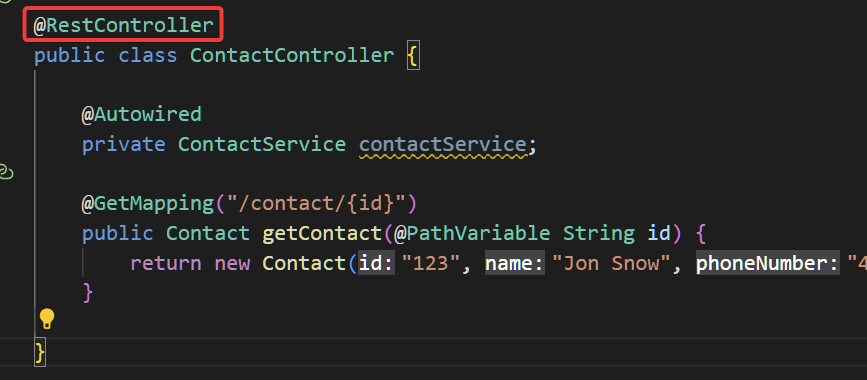 @RestController
public class ContactController {
@Autowired
private ContactService contactService;
@GetMapping("/contact/{id}")
public Contact getContact(@PathVariable String id) {
return new Contact(id: "123", name: "Jon Snow", phoneNumber: "4
}
}